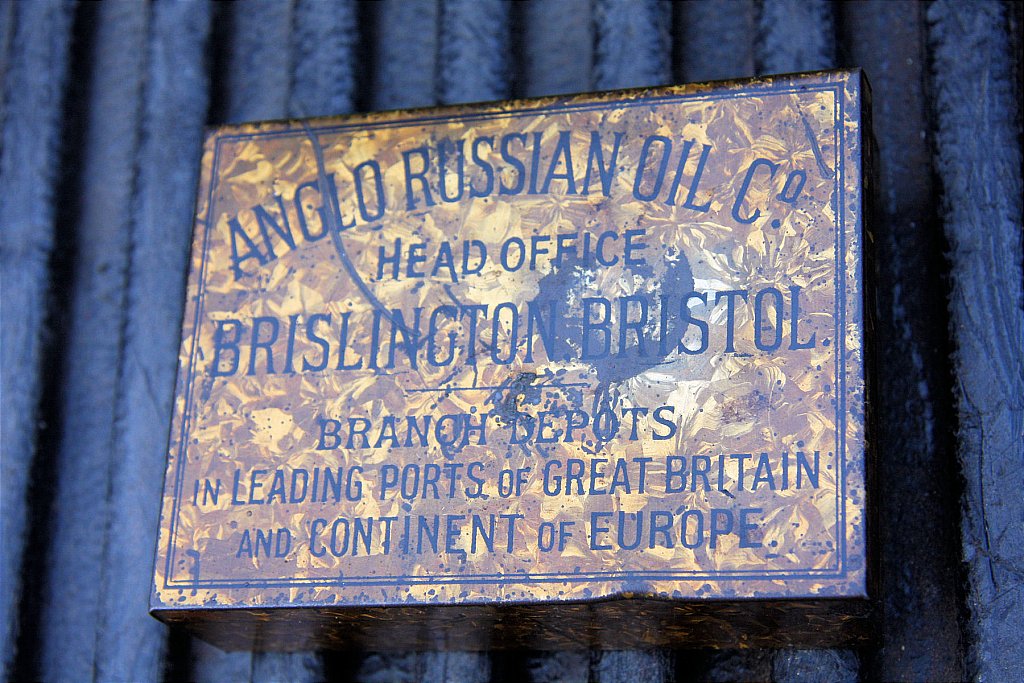 ANGLO RUSSIAN OIL Co.
HEAD OFFICE
BRISLINGTON BRISTOL.
BRANCH DEPOTS
IN LEADING PORTS OF GREAT BRITAIN
AND CONTINENT OF EUROPE.